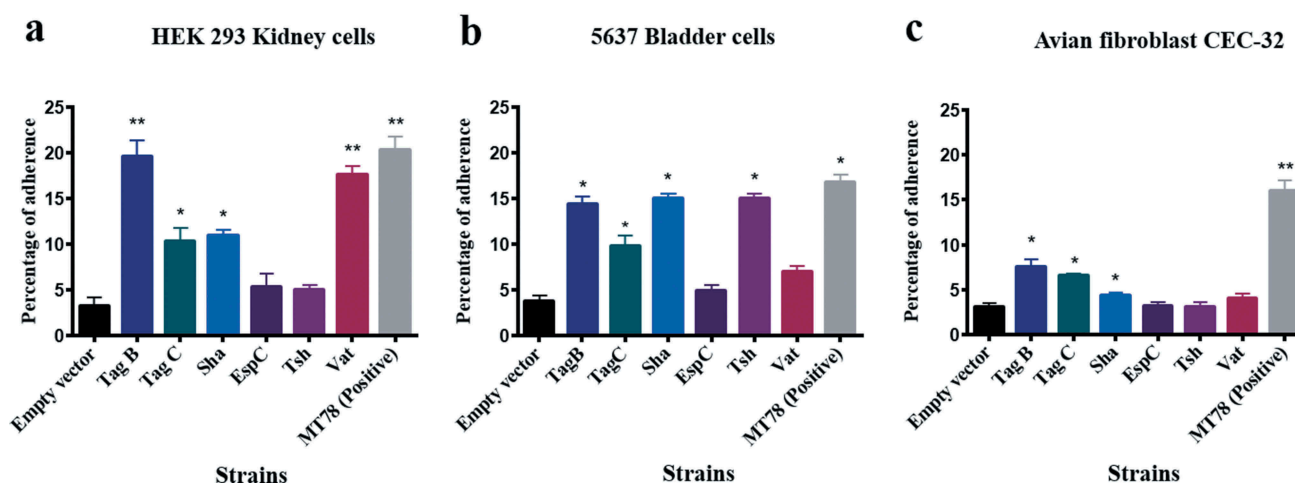 a
HEK 293 Kidney cells
Percentage of adherence
25
20
15
10
5
0
**
*
*
**
**
Empty vector
Tag B
Tag C
Sha
EspC
Tsh
Vat
MT78 (Positive)
Strains
b
5637 Bladder cells
Percentage of adherence
25
20
15
10
5
0
*
*
*
*
*
Empty vector
TagB
TagC
Sha
EspC
Tsh
Vat
MT78 (Positive)
Strains
c
Avian fibroblast CEC-32
Percentage of adherence
25
20
15
10
5
0
*
*
*
**
Empty vector
Tag B
Tag C
Sha
EspC
Tsh
Vat
MT78 (Positive)
Strains